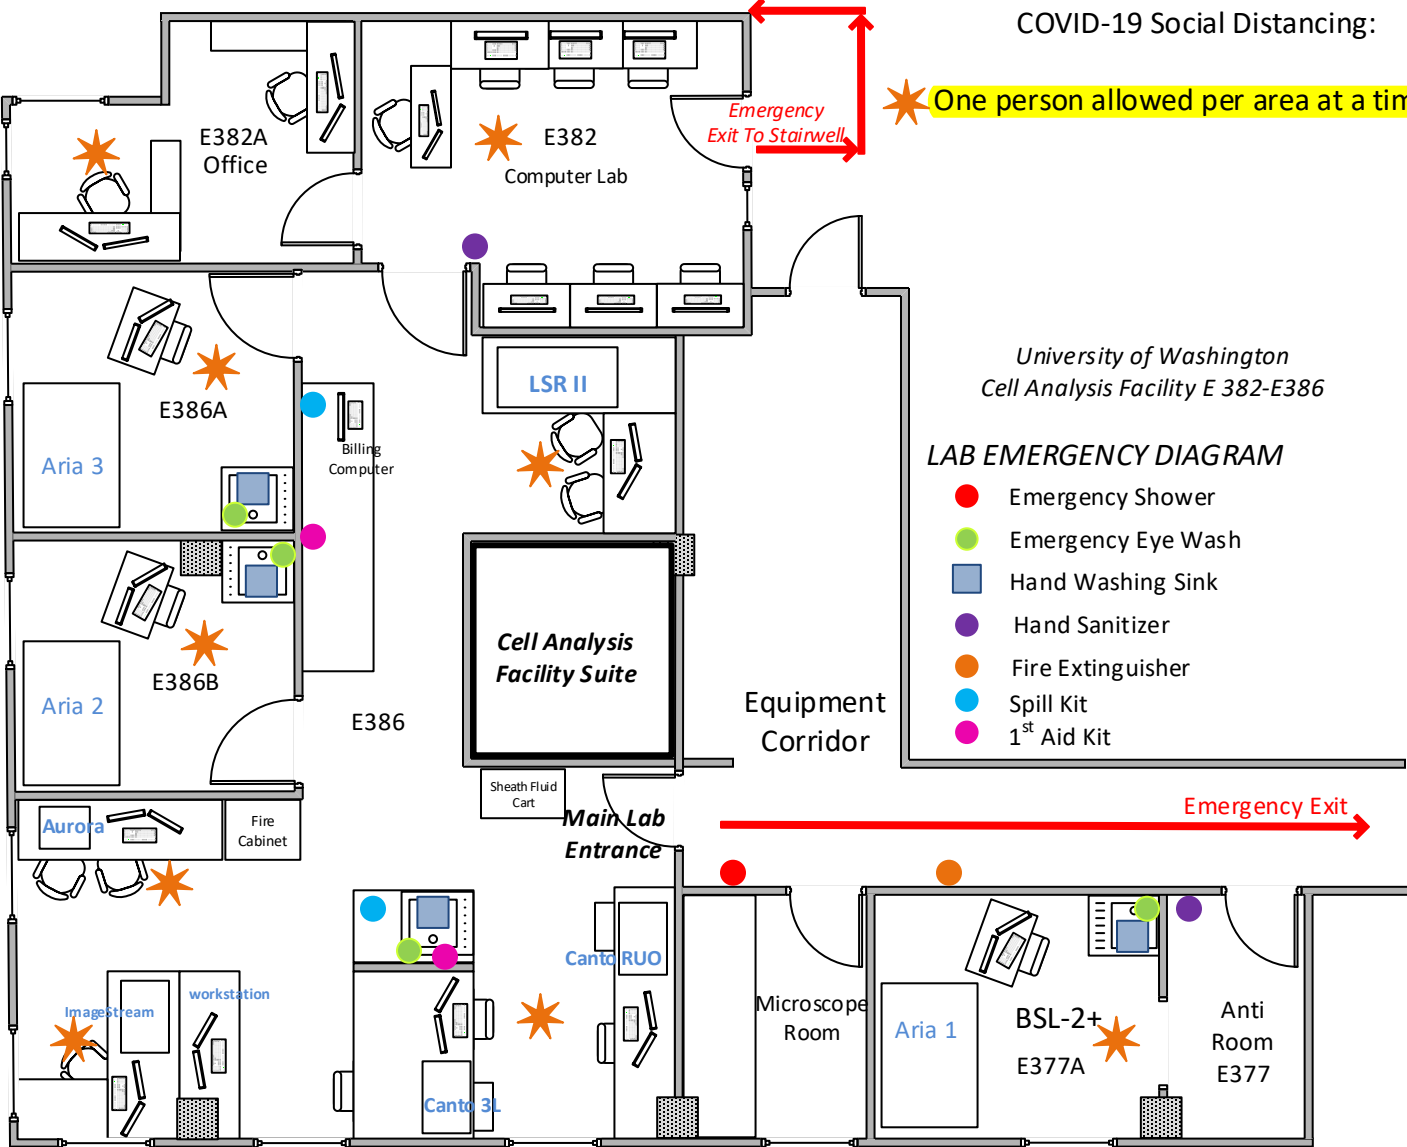 COVID-19 Social Distancing:
One person allowed per area at a tim
Emergency
Exit To Stairwell
E382A
Office
E382
Computer Lab
University of Washington
Cell Analysis Facility E 382-E386
LAB EMERGENCY DIAGRAM
Emergency Shower
Emergency Eye Wash
Hand Washing Sink
Hand Sanitizer
Fire Extinguisher
Spill Kit
1st Aid Kit
LSR II
E386A
Aria 3
Billing
Computer
Cell Analysis
Facility Suite
E386B
Aria 2
E386
Equipment
Corridor
Sheath Fluid
Cart
Main Lab
Entrance
Emergency Exit
Aurora
Fire
Cabinet
Canto RUO
workstation
ImageStream
Canto 3L
Microscope
Room
Aria 1
BSL-2+
E377A
Anti
Room
E377